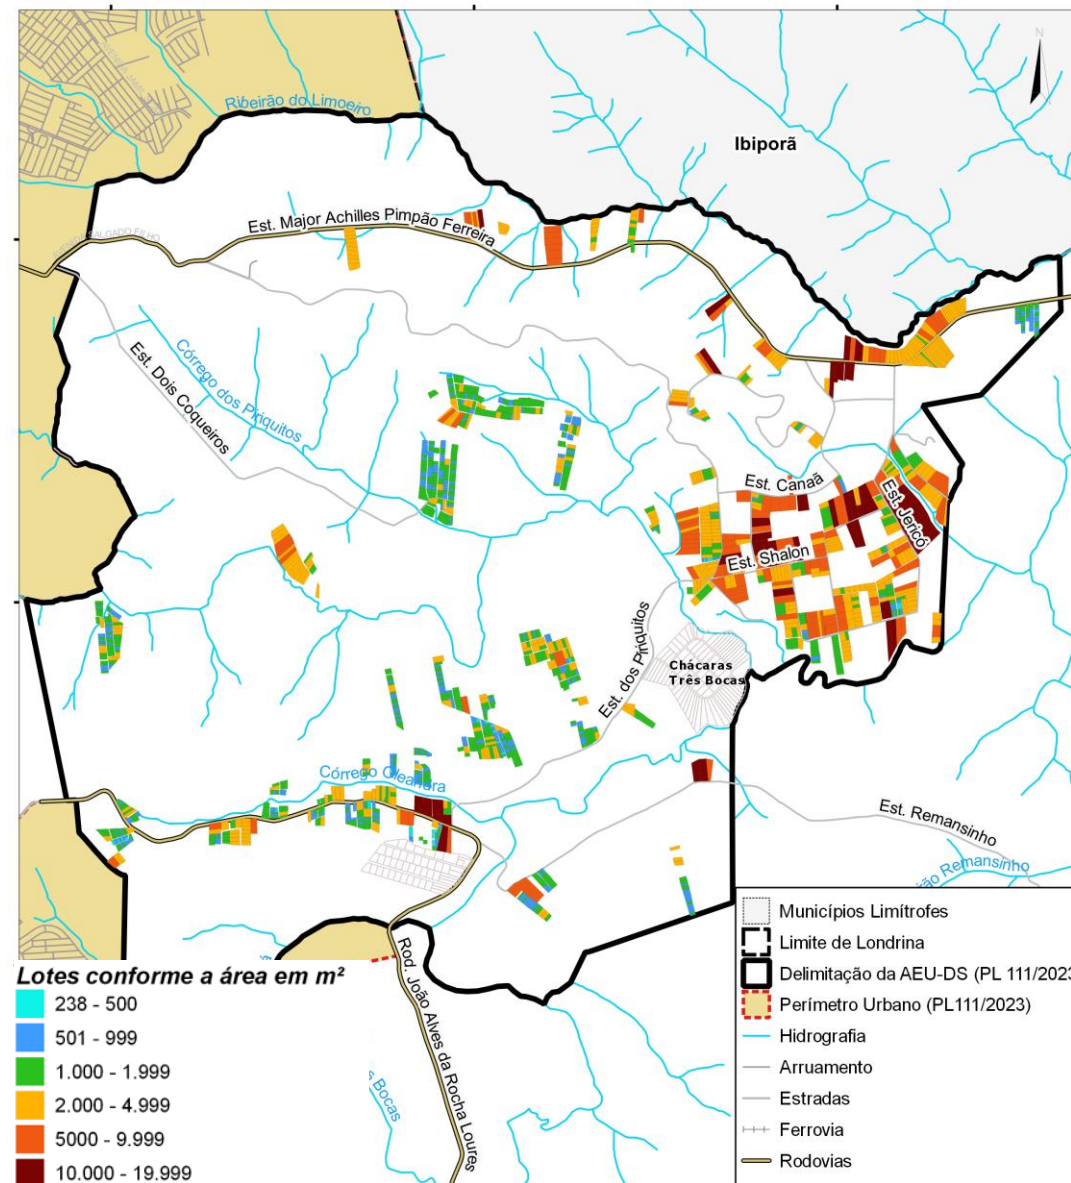 N
Ribeirão do Limoeiro
Ibiporã
Est. Major Achilles Pimpão Ferreira
Córrego dos Piriquitos
Est. Dois Coqueiros
Est. Canaã
Est. Jericó
Est. Shalon
Est. dos Piriquitos
Chácaras
Três Bocas
Córrego Cleandra
Est. Remansinho
ão Remansinho
Rod. João Alves da Rocha Loures
s Bocas
Lotes conforme a área em m²
238 - 500
501 - 999
1.000 - 1.999
2.000 - 4.999
5000 - 9.999
10.000 - 19.999
Municípios Limítrofes
Limite de Londrina
Delimitação da AEU-DS (PL 111/2023
Perímetro Urbano (PL111/2023)
Hidrografia
Arruamento
Estradas
Ferrovia
Rodovias